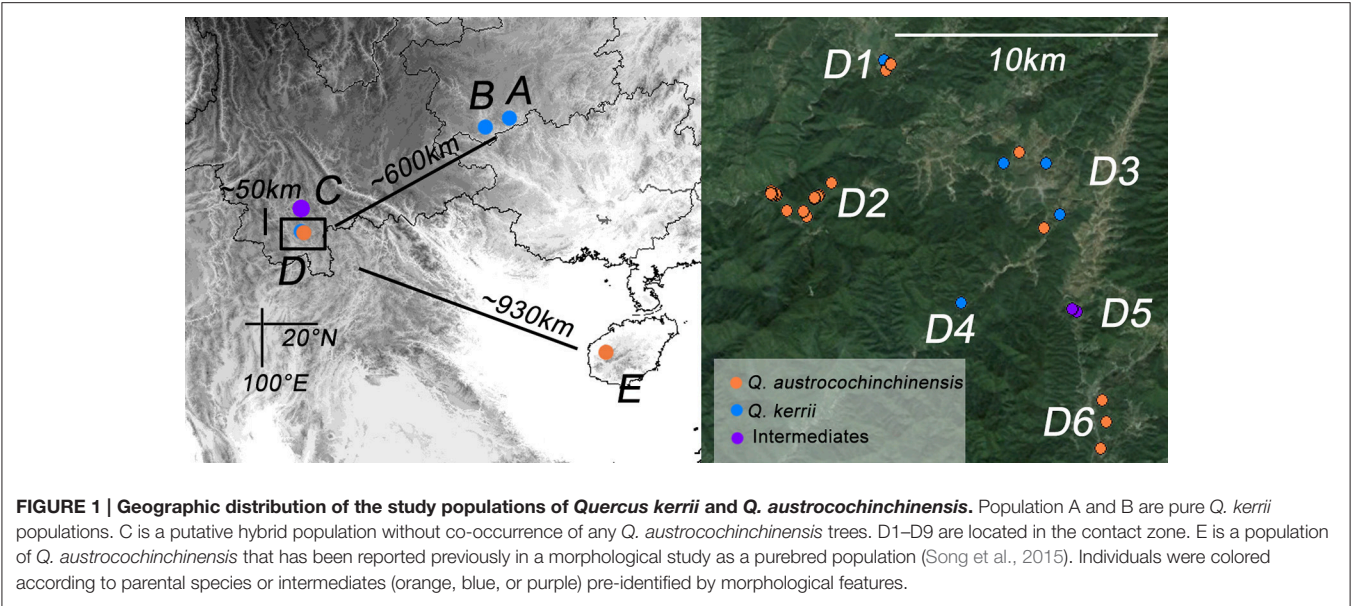 B
A
~600km
~50km
C
D
~930km
20°N
100°E
E
D1
10km
D2
D3
D4
D5
D6
Q. austrocochinchinensis
Q. kerrii
Intermediates
FIGURE 1 | Geographic distribution of the study populations of Quercus kerrii and Q. austrocochinchinensis. Population A and B are pure Q. kerrii
populations. C is a putative hybrid population without co-occurrence of any Q. austrocochinchinensis trees. D1–D9 are located in the contact zone. E is a population
of Q. austrocochinchinensis that has been reported previously in a morphological study as a purebred population (Song et al., 2015). Individuals were colored
according to parental species or intermediates (orange, blue, or purple) pre-identified by morphological features.